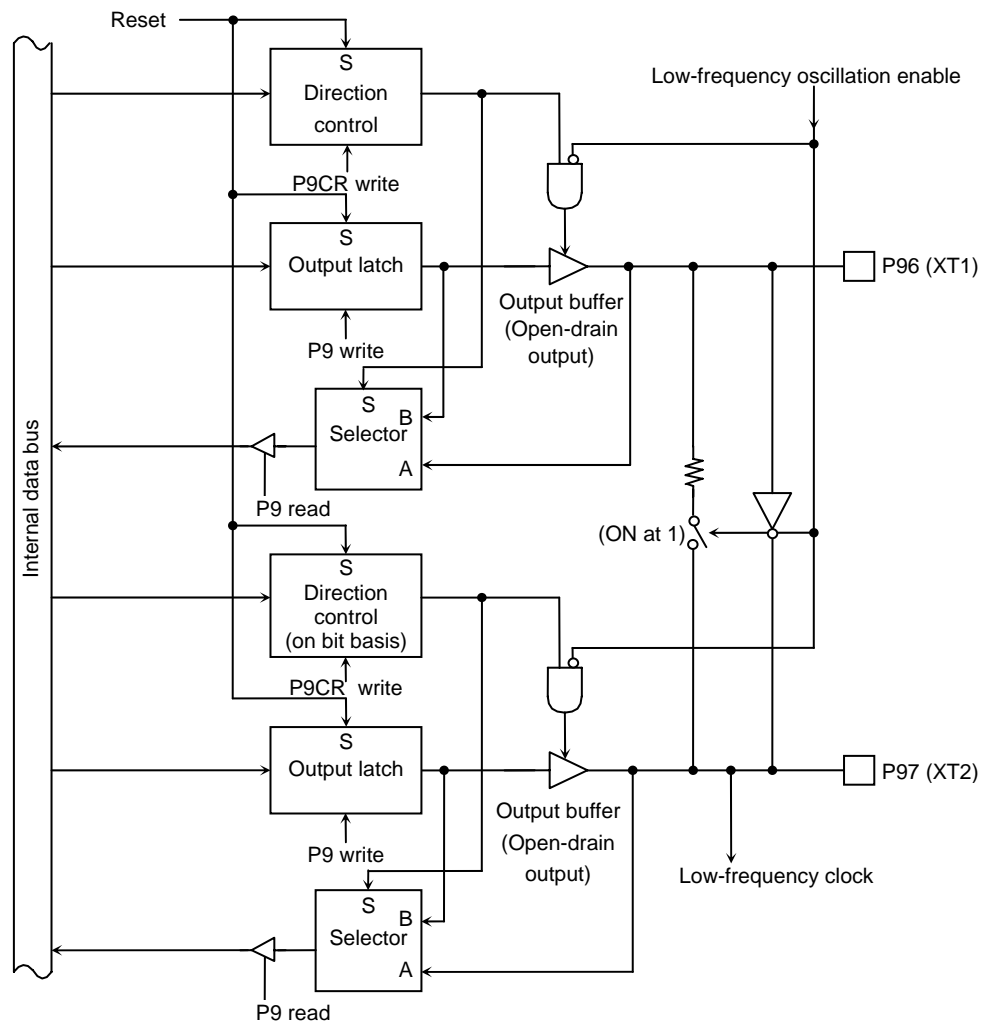 Reset
S
Direction
control
Low-frequency oscillation enable
P9CR write
S
Output latch
P96 (XT1)
Output buffer
(Open-drain
output)
P9 write
S
B
Selector
A
P9 read
Internal data bus
(ON at 1)
S
Direction
control
(on bit basis)
P9CR write
S
Output latch
P97 (XT2)
Output buffer
(Open-drain
output)
P9 write
Low-frequency clock
S
B
Selector
A
P9 read